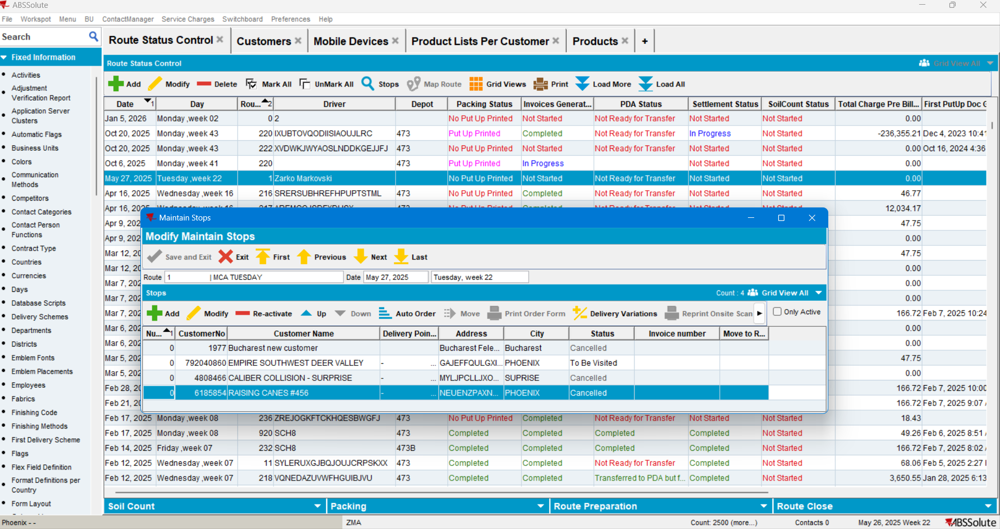 ABSSolute
File Workspot Menu BU ContactManager Service Charges Switchboard Preferences Help
Search
Route Status Control Customers Mobile Devices Product Lists Per Customer Products +
Fixed Information
Activities
Adjustment
Verification Report
Application Server
Clusters
Automatic Flags
Business Units
Colors
Communication
Methods
Competitors
Contact Categories
Contact Person
Functions
Contract Type
Countries
Currencies
Days
Database Scripts
Delivery Schemes
Departments
Districts
Emblem Fonts
Emblem Placements
Employees
Fabrics
Finishing Code
Finishing Methods
First Delivery Scheme
Flags
Flex Field Definition
Format Definitions per
Country
Form Layout
Route Status Control Grid View All
Add Modify Delete Mark All UnMark All Stops Map Route Grid Views Print Load More Load All
Date 1 Day Rou... 2 Driver Depot Packing Status Invoices Generat... PDA Status Settlement Status SoilCount Status Total Charge Pre Bill... First PutUp Doc G
Jan 5, 2026 Monday ,week 02 0 2 No Put Up Printed Not Started Not Ready for Transfer Not Started Not Started 0.00
Oct 20, 2025 Monday ,week 43 220 IXUBTOVQODIISIAOUJLRC 473 Put Up Printed Completed Not Ready for Transfer In Progress Not Started -236,355.21 Dec 4, 2023 10:41
Oct 20, 2025 Monday ,week 43 222 XVDWKJWYAOSLNDDKGEJJFJ 473 No Put Up Printed Not Started Not Ready for Transfer Not Started Not Started 0.00 Oct 16, 2024 4:36
Oct 6, 2025 Monday ,week 41 220 473 Put Up Printed In Progress Not Started Not Started 0.00
May 27, 2025 Tuesday ,week 22 1 Zarko Markovski No Put Up Printed Not Started Not Ready for Transfer Not Started Not Started 0.00
Apr 16, 2025 Wednesday ,week 16 216 SRERSUBHREFHPUPTSTML 473 No Put Up Printed Completed Not Ready for Transfer Not Started Not Started 46.77
Apr 16, 202 12,034.17
Apr 9, 202 47.75
Apr 9, 202 0.00
Mar 12, 20 47.75
Mar 12, 20 0.00
Mar 7, 202 0.00
Mar 7, 202 0.00
Mar 7, 202 166.72 Feb 7, 2025 10:24
Mar 6, 202 0.00
Mar 6, 202 0.00
Mar 5, 202 47.75
Mar 5, 202 0.00
Feb 28, 20 166.72 Feb 7, 2025 10:00
Feb 21, 20 166.72 Feb 7, 2025 9:07
Maintain Stops
Modify Maintain Stops
Save and Exit Exit First Previous Next Last
Route 1 | MCA TUESDAY Date May 27, 2025 Tuesday, week 22
Stops Count : 4 Grid View All
Add Modify Re-activate Up Down Auto Order Move Print Order Form Delivery Variations Reprint Onsite Scan Only Active
Nu... 1 CustomerNo Customer Name Delivery Poin... Address City Status Invoice number Move to R...
0 1977 Bucharest new customer Bucharest Fele... Bucharest Cancelled
0 792040860 EMPIRE SOUTHWEST DEER VALLEY - ... GAJEFFQULGXI... PHOENIX To Be Visited
0 4808466 CALIBER COLLISION - SURPRISE - ... MYLJPCLLJXO... SUPRISE Cancelled
0 6185854 RAISING CANES #456 - ... NEUENZPAXN... PHOENIX Cancelled
Feb 17, 2025 Monday ,week 08 236 ZREJOGKFTCKHQESBWGFJ 473 No Put Up Printed Completed Not Ready for Transfer Not Started Not Started 18.43
Feb 17, 2025 Monday ,week 08 920 SCH8 473 Completed Completed Completed Completed Not Started 49.26 Feb 6, 2025 8:51
Feb 14, 2025 Friday ,week 07 232 SCH8 473B Completed Completed Completed Completed Not Started 166.72 Feb 7, 2025 8:02
Feb 12, 2025 Wednesday ,week 07 11 SYLERUXGJBQJOUJCRPSKXX 473 Completed Completed Not Ready for Transfer Completed Not Started 68.06 Feb 5, 2025 2:27
Feb 12, 2025 Wednesday ,week 07 218 VQNEDAZUVWFHGUIBJVU 473 Completed Completed Transferred to PDA but f... Completed Not Started 3,650.55 Jan 28, 2025 6:13
Soil Count Packing Route Preparation Route Close
Phoenix - - ZMA Count: 2500 (more...) Contacts 0 May 26, 2025 Week 22 ABSSolute